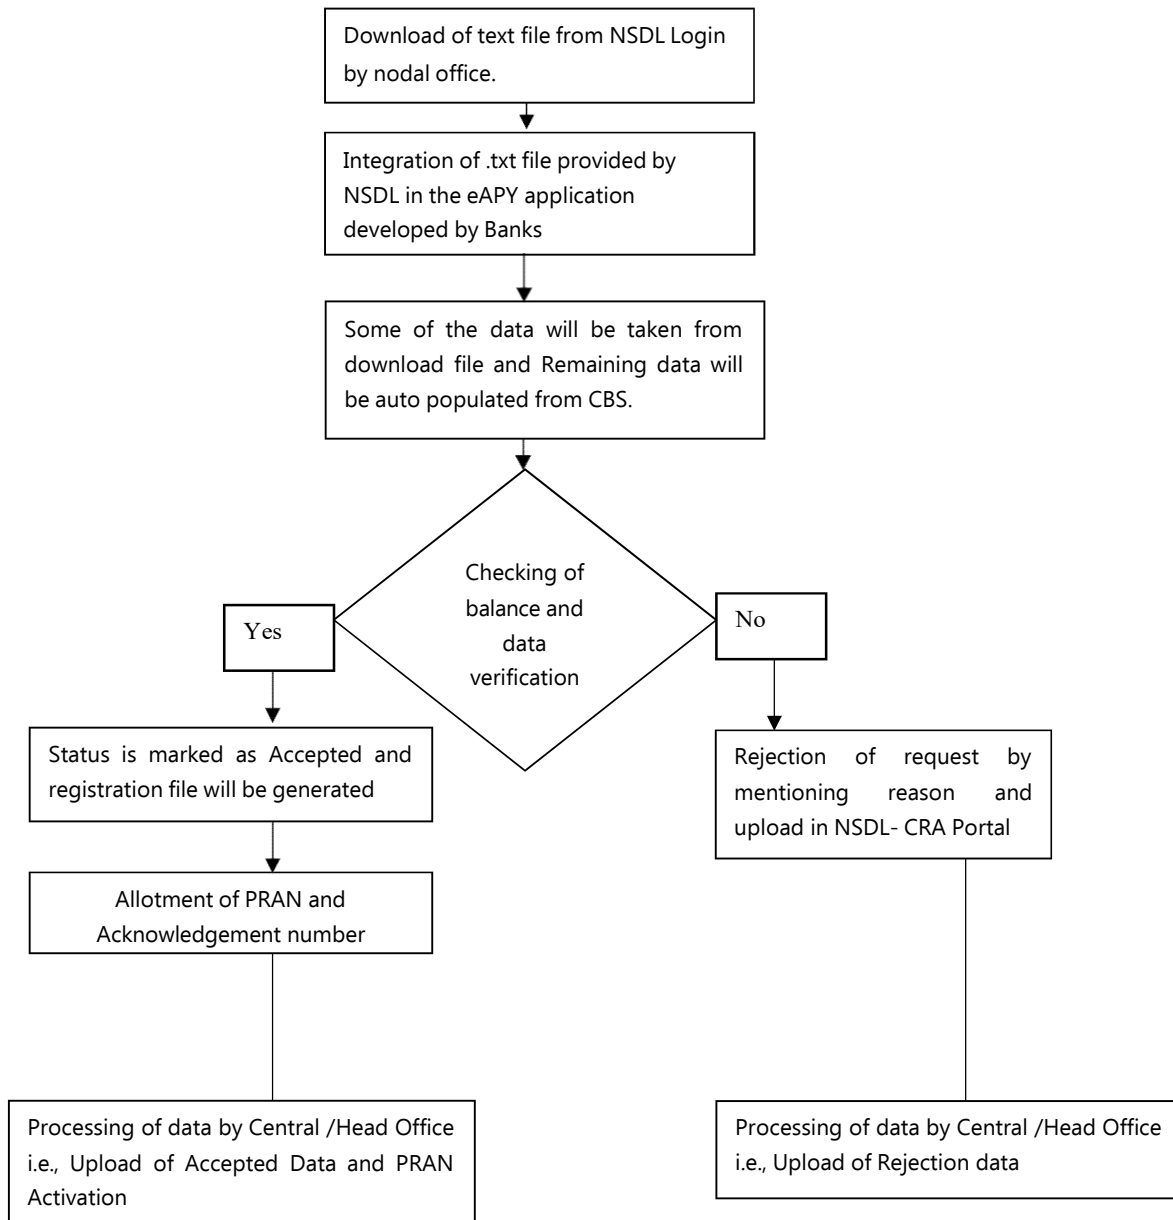 Download of text file from NSDL Login
by nodal office.
Integration of .txt file provided by
NSDL in the eAPY application
developed by Banks
Some of the data will be taken from
download file and Remaining data will
be auto populated from CBS.
Checking of
balance and
data
verification
Yes
No
Status is marked as Accepted and
registration file will be generated
Rejection of request by
mentioning reason and
upload in NSDL- CRA Portal
Allotment of PRAN and
Acknowledgement number
Processing of data by Central /Head Office
i.e., Upload of Accepted Data and PRAN
Activation
Processing of data by Central /Head Office
i.e., Upload of Rejection data